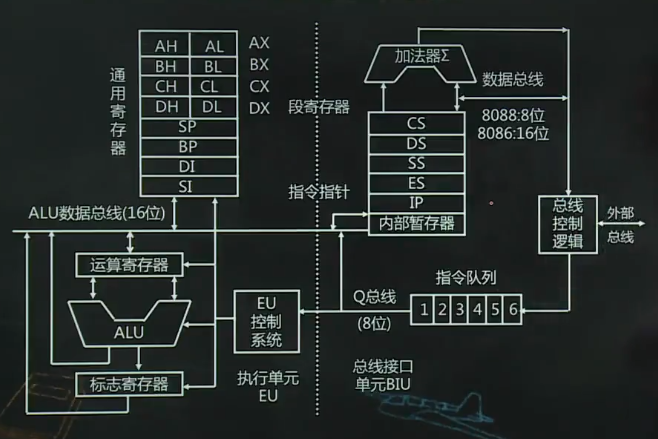 AH AL AX
BH BL BX
CH CL CX
DH DL DX
SP
BP
DI
SI
通用寄存器
ALU数据总线(16位)
运算寄存器
ALU
标志寄存器
EU
控制
系统
执行单元
EU
加法器Σ
数据总线
8088:8位
8086:16位
段寄存器
CS
DS
SS
ES
IP
指令指针
内部暂存器
总线
控制
逻辑
外部
总线
指令队列
1 2 3 4 5 6
Q总线
(8位)
总线接口
单元BIU